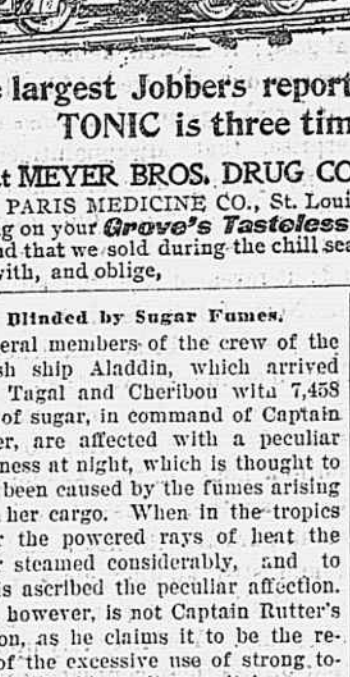 largest Jobbers report
TONIC is three tim
t MEYER BROS. DRUG CO
PARIS MEDICINE CO., St. Loui
g on your Grove's Tasteless
nd that we sold during the chill sea
with, and oblige,
Blinded by Sugar Fumes.
eral members of the crew of the
sh ship Aladdin, which arrived
Tagal and Cheribou with 7,458
of sugar, in command of Captain
er, are affected with a peculiar
ness at night, which is thought to
been caused by the fumes arising
her cargo. When in the tropics
r the powered rays of heat the
r steamed considerably, and to
is ascribed the peculiar affection.
however, is not Captain Rutter's
on, as he claims it to be the re-
of the excessive use of strong to-